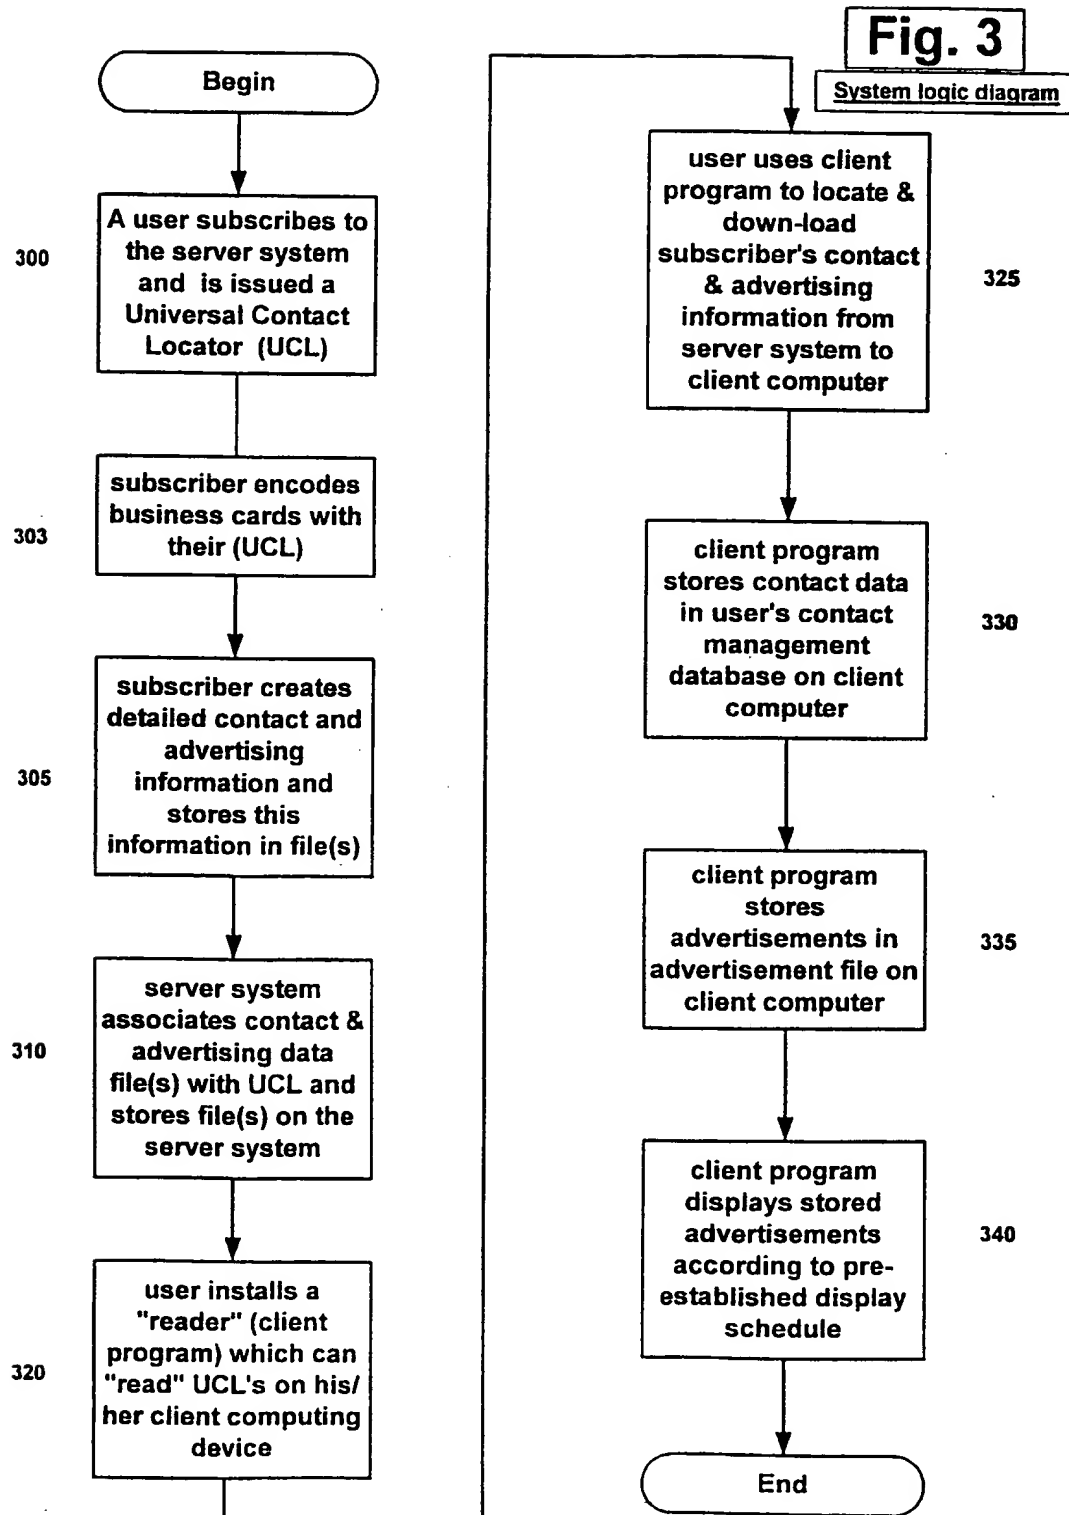 Fig. 3
System logic diagram
Begin
300
A user subscribes to
the server system
and is issued a
Universal Contact
Locator (UCL)
303
subscriber encodes
business cards with
their (UCL)
305
subscriber creates
detailed contact and
advertising
information and
stores this
information in file(s)
310
server system
associates contact &
advertising data
file(s) with UCL and
stores file(s) on the
server system
320
user installs a
"reader" (client
program) which can
"read" UCL's on his/
her client computing
device
user uses client
program to locate &
down-load
subscriber's contact
& advertising
information from
server system to
client computer
325
client program
stores contact data
in user's contact
management
database on client
computer
330
client program
stores
advertisements in
advertisement file on
client computer
335
client program
displays stored
advertisements
according to pre-
established display
schedule
340
End